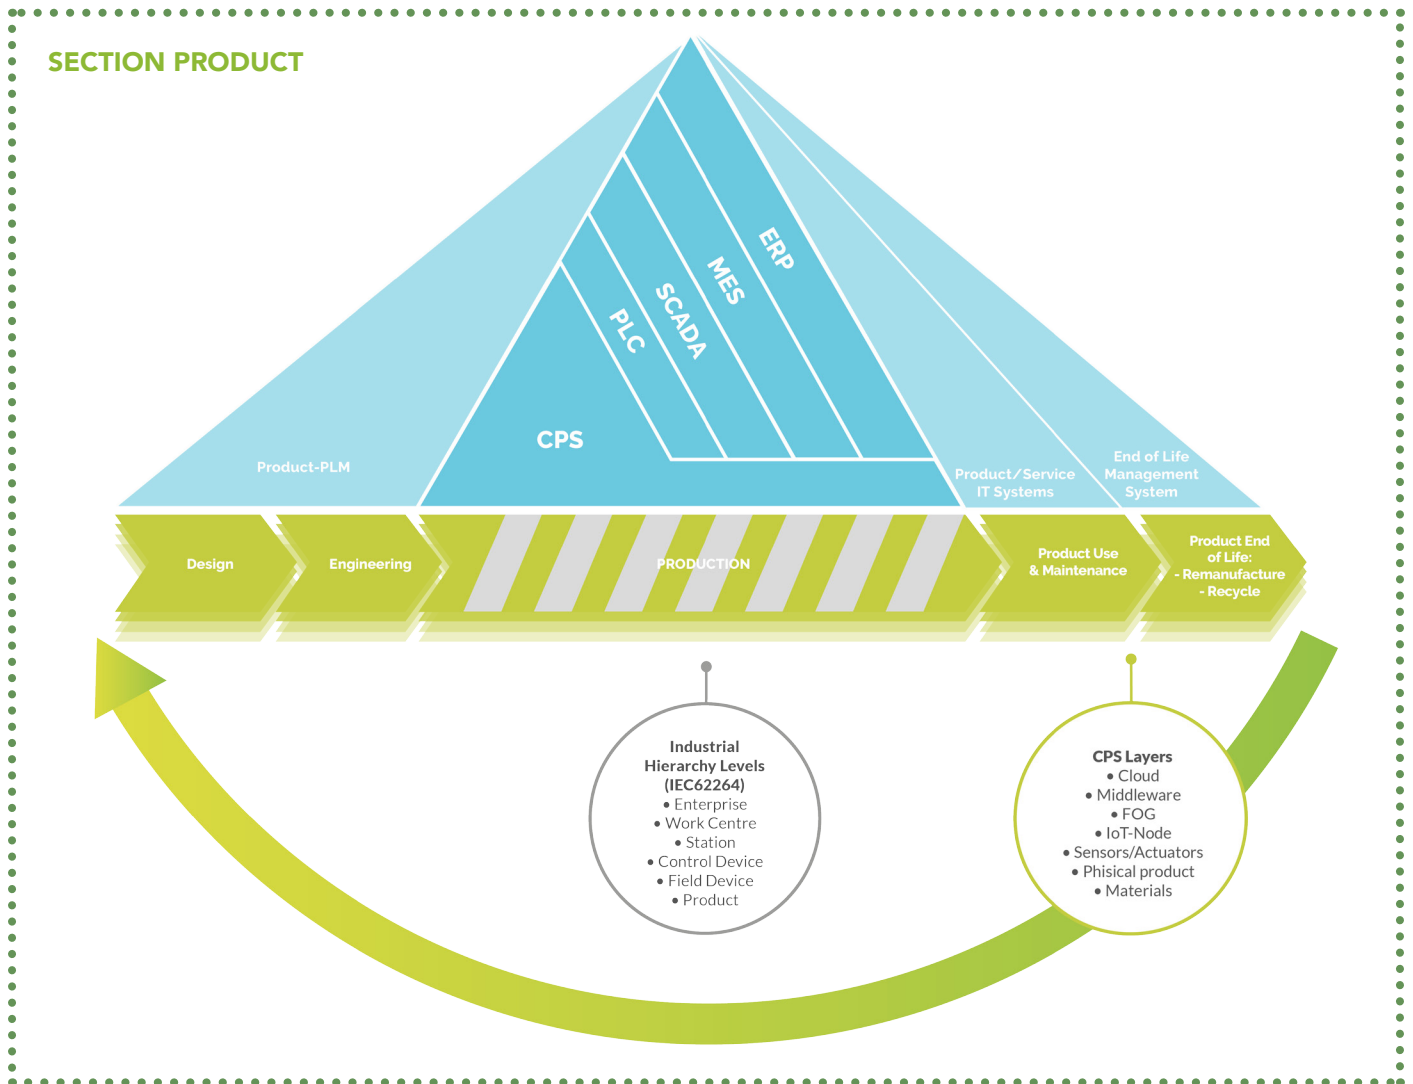 SECTION PRODUCT
ERP
MES
SCADA
PLC
CPS
Product-PLM
Product/Service
IT Systems
End of Life
Management
System
Design
Engineering
PRODUCTION
Product Use
& Maintenance
Product End
of Life:
- Remanufacture
- Recycle
Industrial
Hierarchy Levels
(IEC62264)
• Enterprise
• Work Centre
• Station
• Control Device
• Field Device
• Product
CPS Layers
• Cloud
• Middleware
• FOG
• IoT-Node
• Sensors/Actuators
• Phisical product
• Materials